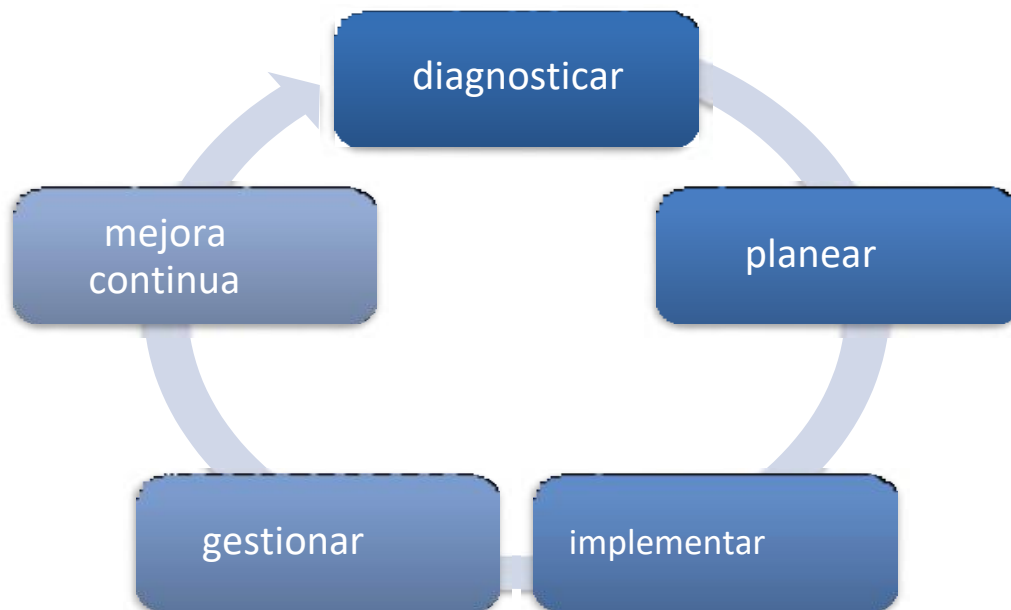 diagnosticar
planear
implementar
gestionar
mejora
continua